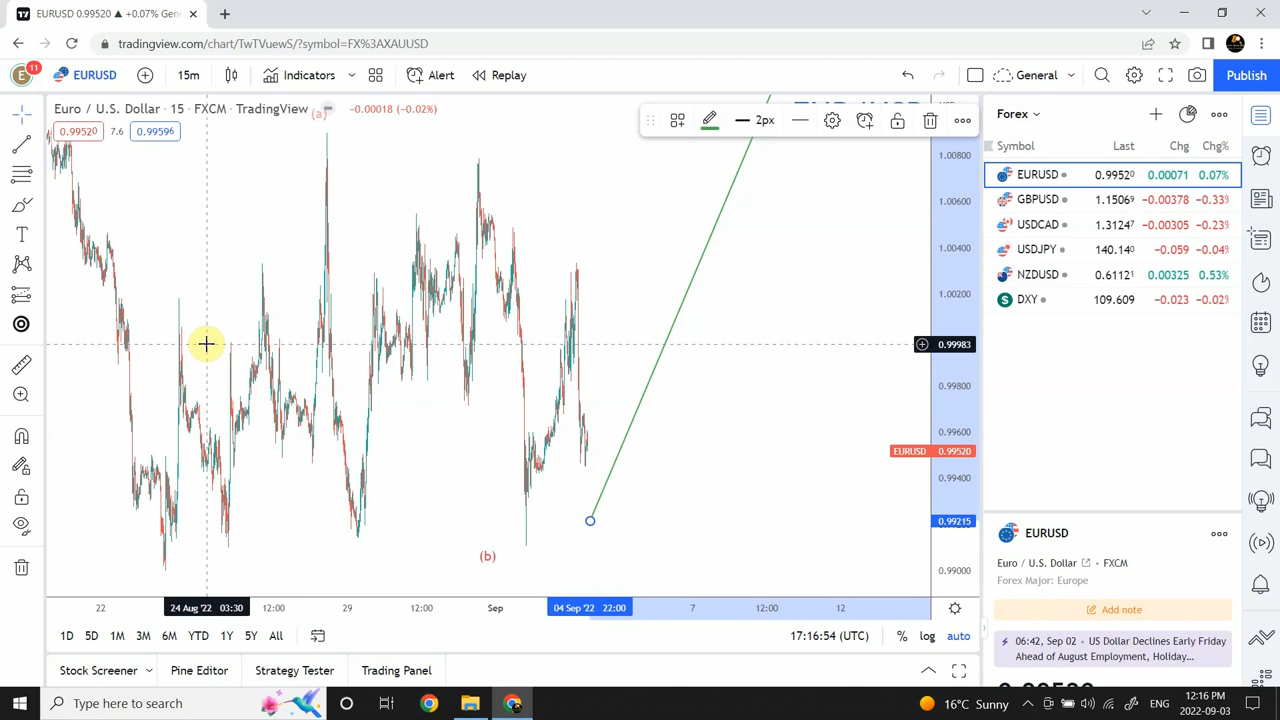 EURUSD 0.99520 ▲ +0.07% Gen
tradingview.com/chart/TwTVuewS/?symbol=FX%3AXAUUSD
E
11
EURUSD
15m
Indicators
Alert
Replay
General
Publish
Euro / U.S. Dollar · 15 · FXCM · TradingView
(a)
−0.00018 (−0.02%)
0.99520
7.6
0.99596
2px
1.00800
1.00600
1.00400
1.00200
0.99983
0.99800
0.99600
EURUSD 0.99520
0.99400
0.99215
0.99000
(b)
22
24 Aug '22 03:30
12:00
29
12:00
Sep
04 Sep '22 22:00
7
12:00
12
1D 5D 1M 3M 6M YTD 1Y 5Y All
17:16:54 (UTC)
% log auto
Stock Screener
Pine Editor
Strategy Tester
Trading Panel
Forex
Symbol Last Chg Chg%
EURUSD 0.99520 0.00071 0.07%
GBPUSD 1.15069 −0.00378 −0.33%
USDCAD 1.31247 −0.00305 −0.23%
USDJPY 140.140 −0.059 −0.04%
NZDUSD 0.61121 0.00325 0.53%
DXY 109.609 −0.023 −0.02%
EURUSD
Euro / U.S. Dollar · FXCM
Forex Major: Europe
Add note
06:42, Sep 02 · US Dollar Declines Early Friday
Ahead of August Employment, Holiday...
Type here to search
16°C Sunny
ENG
12:16 PM
2022-09-03